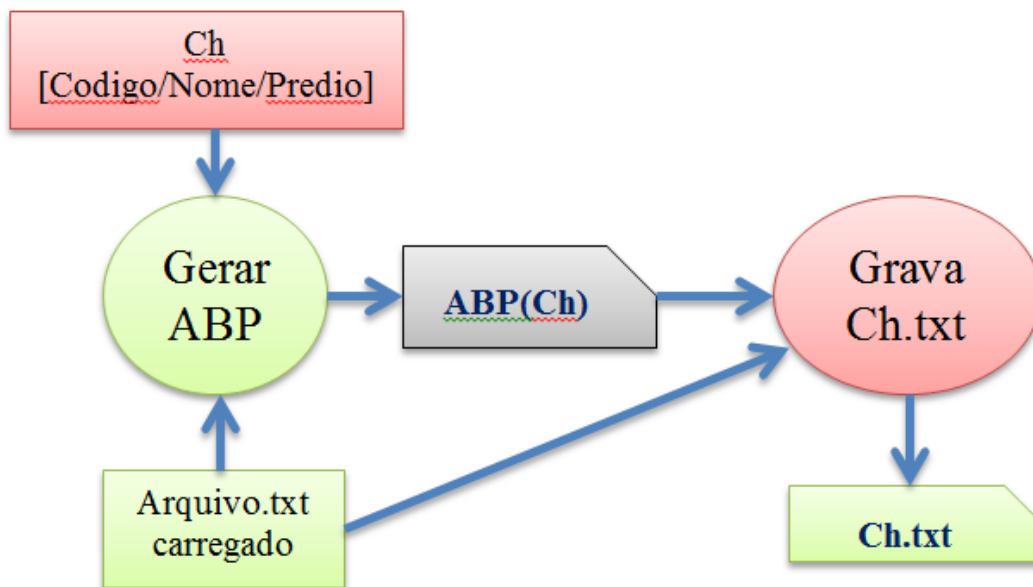 Ch
[Codigo/Nome/Predio]
Gerar
ABP
ABP(Ch)
Grava
Ch.txt
Arquivo.txt
carregado
Ch.txt